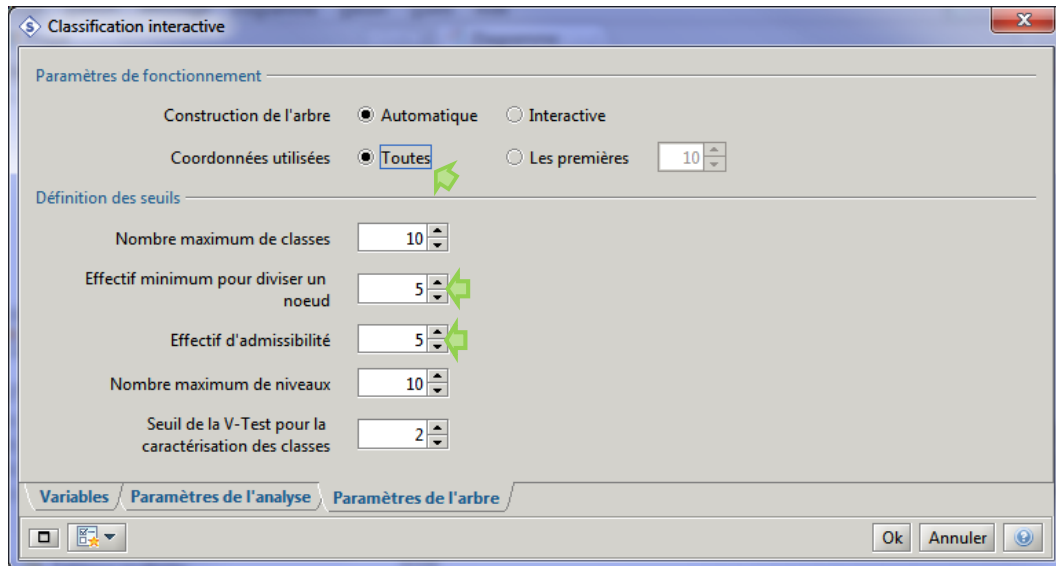 Classification interactive
Paramètres de fonctionnement
Construction de l'arbre Automatique Interactive
Coordonnées utilisées Toutes Les premières 10
Définition des seuils
Nombre maximum de classes 10
Effectif minimum pour diviser un
noeud 5
Effectif d'admissibilité 5
Nombre maximum de niveaux 10
Seuil de la V-Test pour la
caractérisation des classes 2
Variables Paramètres de l'analyse Paramètres de l'arbre
Ok Annuler